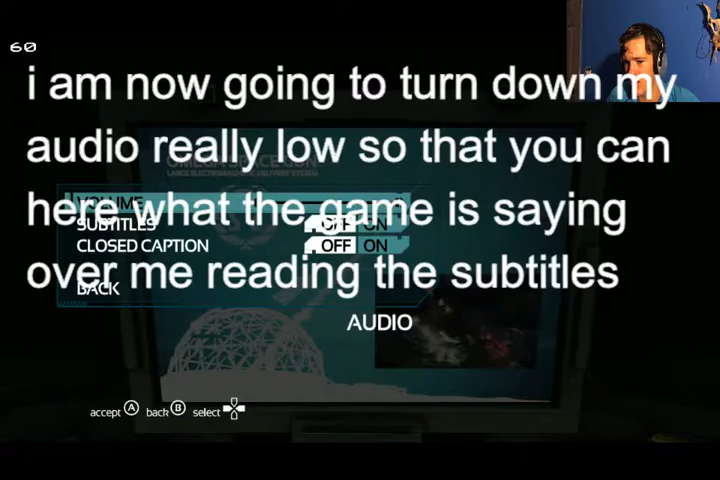 60
i am now going to turn down my
audio really low so that you can
here what the game is saying
over me reading the subtitles
VOLUME
SUBTITLES OFF ON
CLOSED CAPTION OFF ON
BACK
AUDIO
accept A back B select